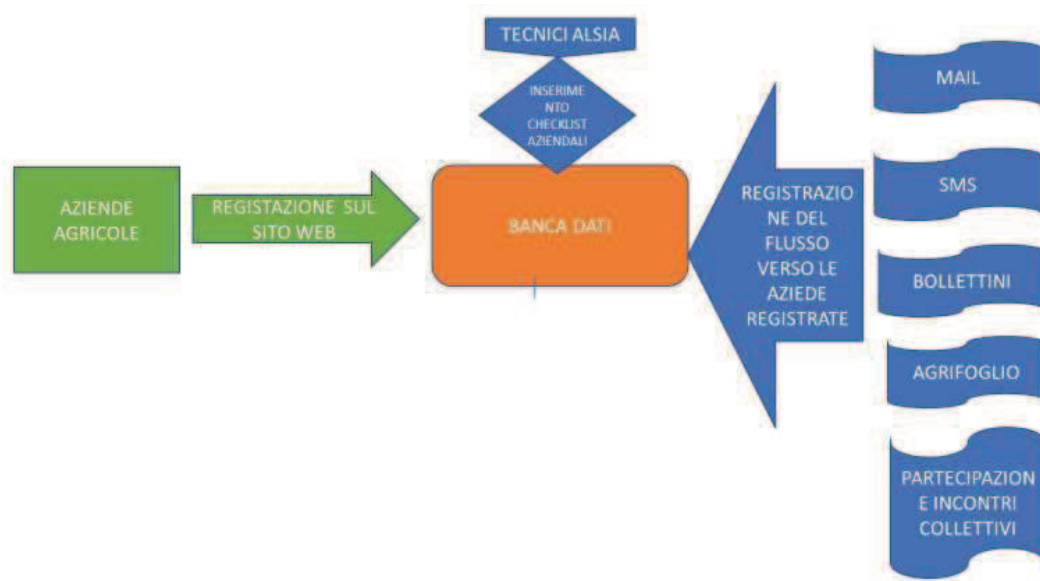 TECNICI ALSIA
INSERIME
NTO
CHECKLIST
AZIENDALI
AZIENDE
AGRICOLE
REGISTAZIONE SUL
SITO WEB
BANCA DATI
REGISTRAZIO
NE DEL
FLUSSO
VERSO LE
AZIEDE
REGISTRATE
MAIL
SMS
BOLLETTINI
AGRIFOGLIO
PARTECIPAZION
E INCONTRI
COLLETTIVI